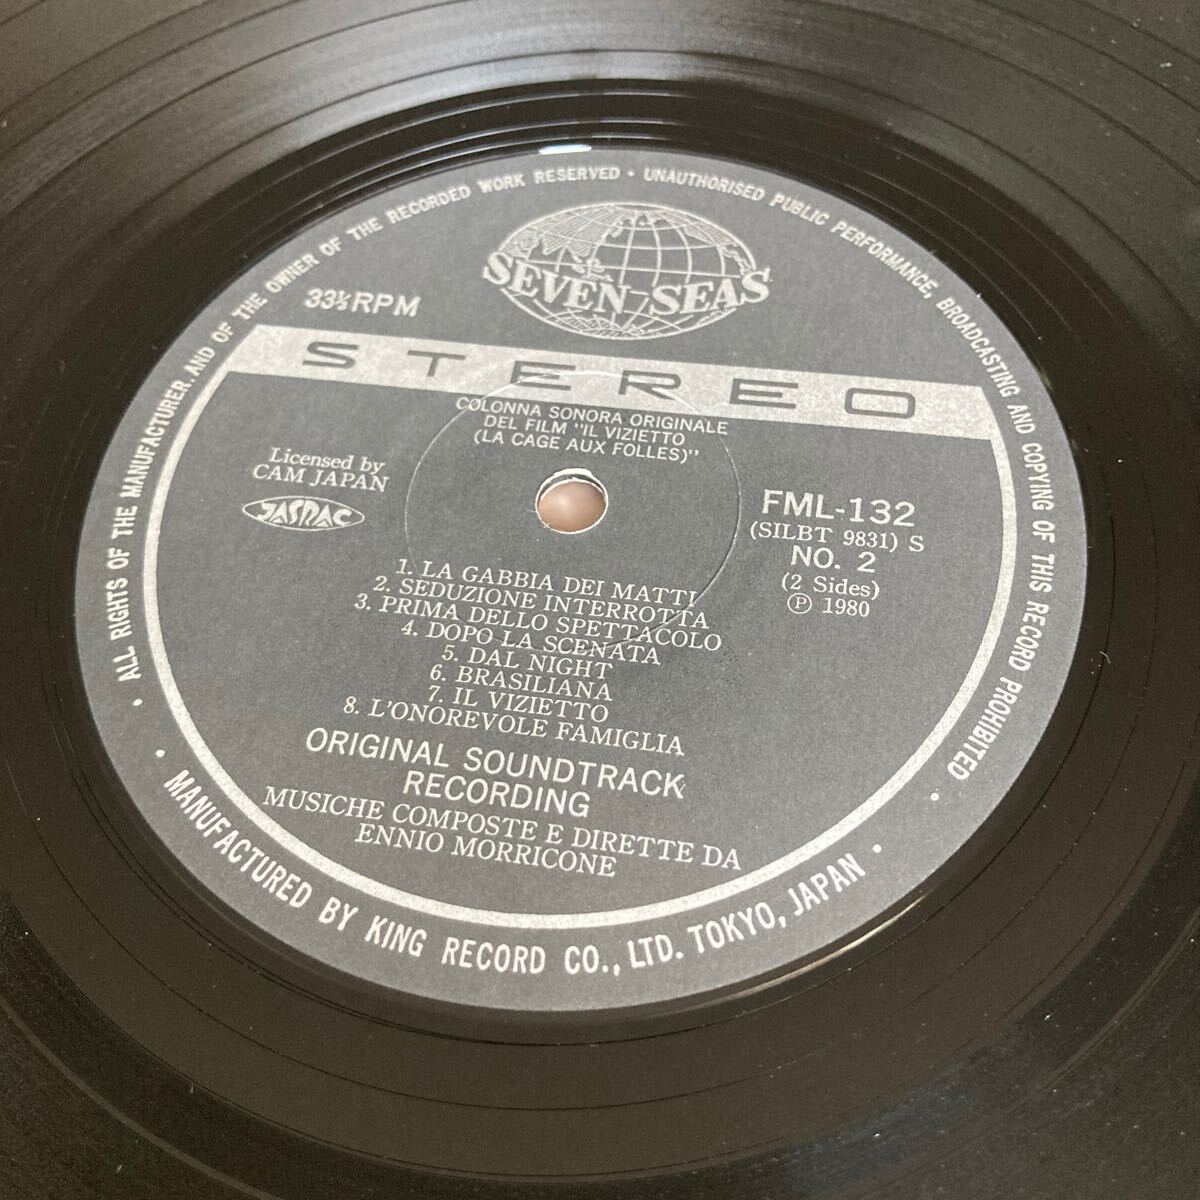 ALL RIGHTS OF THE MANUFACTURER. AND OF THE OWNER OF THE RECORDED WORK RESERVED • UNAUTHORISED PUBLIC PERFORMANCE, BROADCASTING AND COPYING OF THIS RECORD PROHIBITED
SEVEN SEAS
33⅓RPM
STEREO
COLONNA SONORA ORIGINALE
DEL FILM "IL VIZIETTO
(LA CAGE AUX FOLLES)"
Licensed by
CAM JAPAN
JASRAC
FML-132
(SILBT 9831) S
NO. 2
(2 Sides)
Ⓟ 1980
1. LA GABBIA DEI MATTI
2. SEDUZIONE INTERROTTA
3. PRIMA DELLO SPETTACOLO
4. DOPO LA SCENATA
5. DAL NIGHT
6. BRASILIANA
7. IL VIZIETTO
8. L'ONOREVOLE FAMIGLIA
ORIGINAL SOUNDTRACK
RECORDING
MUSICHE COMPOSTE E DIRETTE DA
ENNIO MORRICONE
• MANUFACTURED BY KING RECORD CO., LTD. TOKYO, JAPAN •